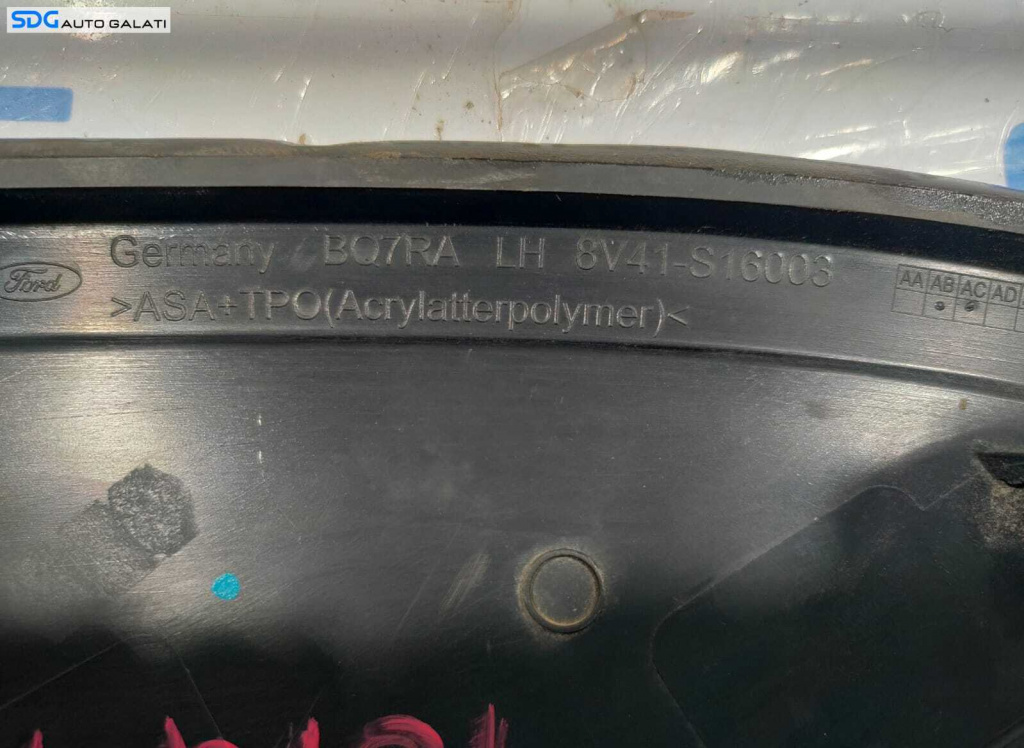 SDG AUTO GALATI
Germany BQ7RA LH 8V41-S16003
Ford
>ASA+TPO(Acrylatterpolymer)<
AA AB AC AD